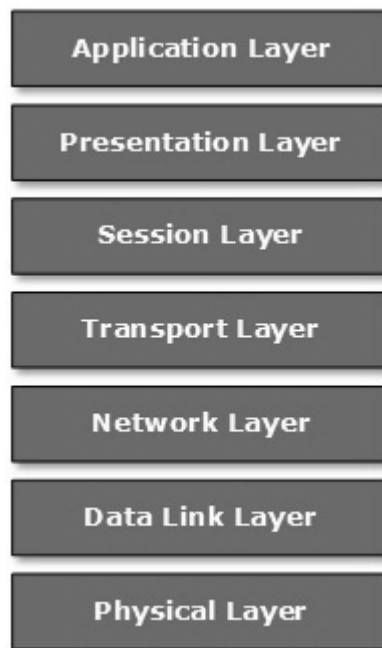 Application Layer
Presentation Layer
Session Layer
Transport Layer
Network Layer
Data Link Layer
Physical Layer